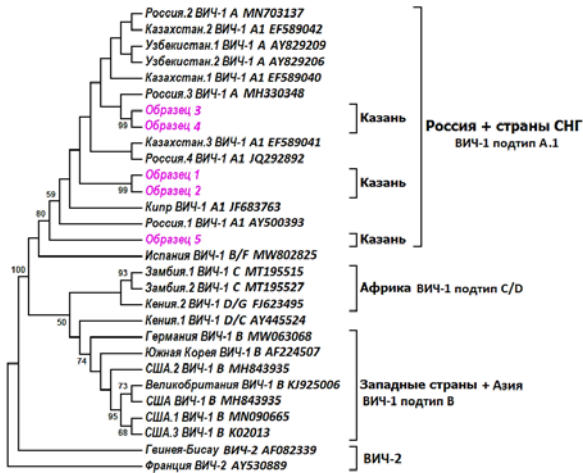 Россия.2 ВИЧ-1 A MN703137
Казахстан.2 ВИЧ-1 A1 EF589042
Узбекистан.1 ВИЧ-1 A AY829209
Узбекистан.2 ВИЧ-1 A AY829206
Казахстан.1 ВИЧ-1 A1 EF589040
Россия.3 ВИЧ-1 A MH330348
Образец 3
99
Образец 4
Казань
Казахстан.3 ВИЧ-1 A1 EF589041
Россия.4 ВИЧ-1 A1 JQ292892
Россия + страны СНГ
ВИЧ-1 подтип А.1
Образец 1
99
Образец 2
Казань
59
Кипр ВИЧ-1 A1 JF683763
Россия.1 ВИЧ-1 A1 AY500393
80
Образец 5
Казань
Испания ВИЧ-1 B/F MW802825
100
93
Замбия.1 ВИЧ-1 C MT195515
Замбия.2 ВИЧ-1 C MT195527
Кения.2 ВИЧ-1 D/G FJ623495
Африка ВИЧ-1 подтип C/D
50
Кения.1 ВИЧ-1 D/C AY445524
74
Германия ВИЧ-1 B MW063068
Южная Корея ВИЧ-1 B AF224507
США.2 ВИЧ-1 B MH843935
73
Великобритания ВИЧ-1 B KJ925006
США ВИЧ-1 B MH843935
95
США.1 ВИЧ-1 B MN090665
68
США.3 ВИЧ-1 B K02013
Западные страны + Азия
ВИЧ-1 подтип B
Гвинея-Бисау ВИЧ-2 AF082339
Франция ВИЧ-2 AY530889
ВИЧ-2